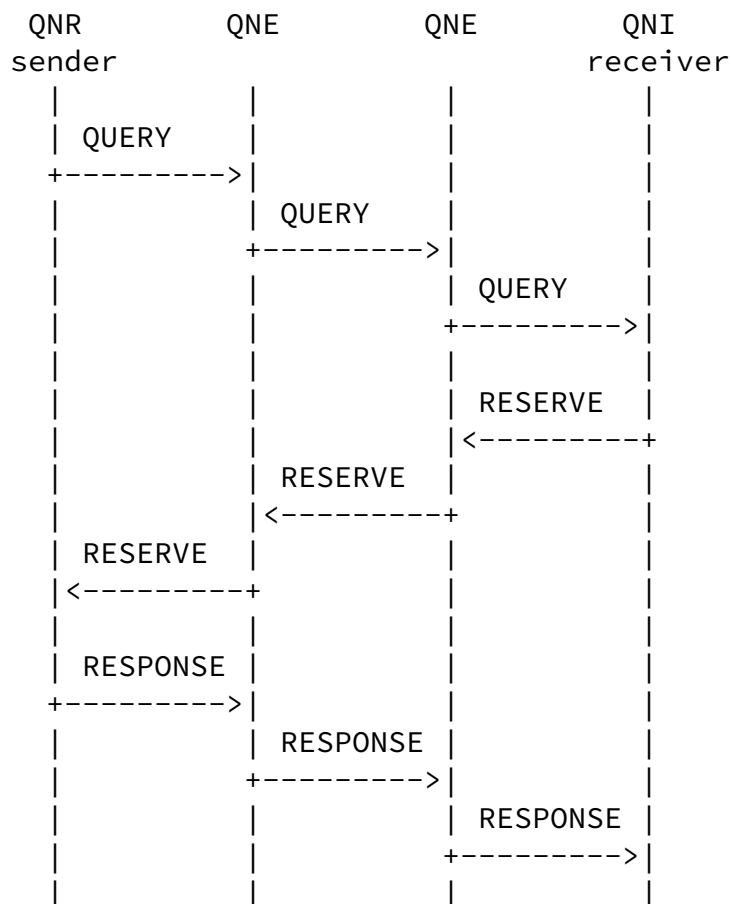 QNR QNE QNE QNI
sender receiver
QUERY
QUERY
QUERY
RESERVE
RESERVE
RESERVE
RESPONSE
RESPONSE
RESPONSE